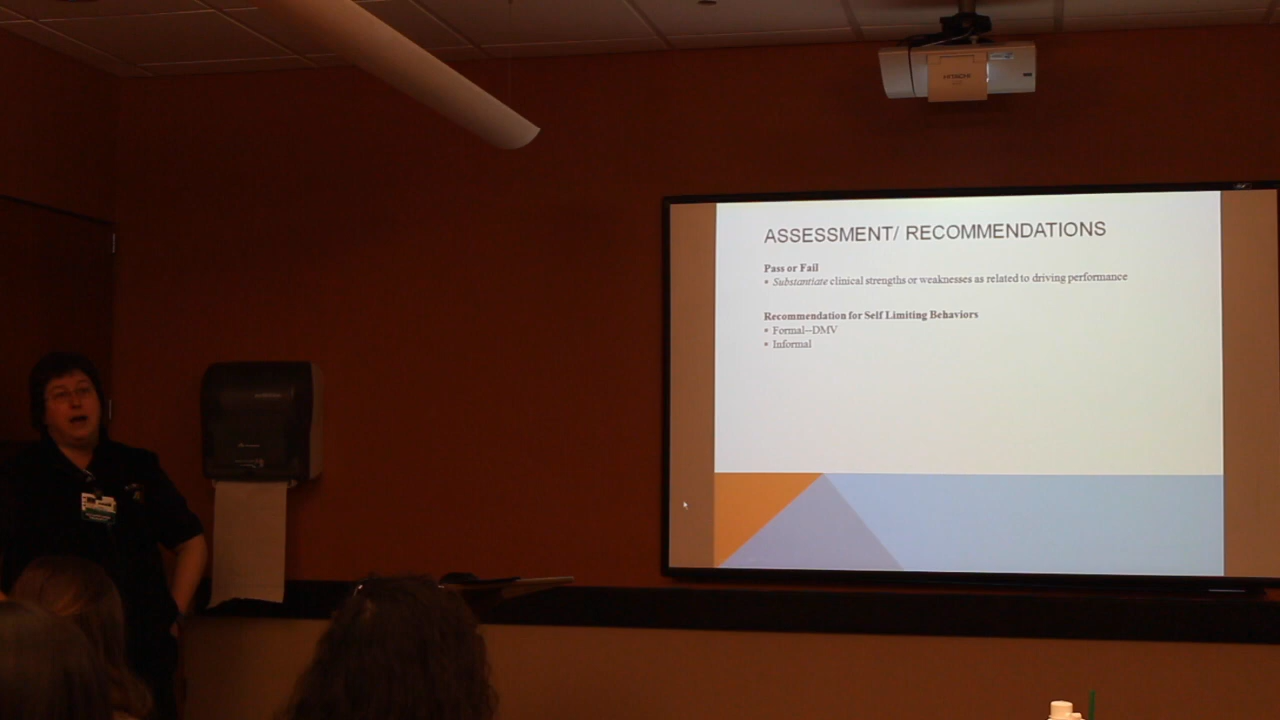 HITACHI
ASSESSMENT/ RECOMMENDATIONS
Pass or Fail
▪ Substantiate clinical strengths or weaknesses as related to driving performance
Recommendation for Self Limiting Behaviors
▪ Formal--DMV
▪ Informal